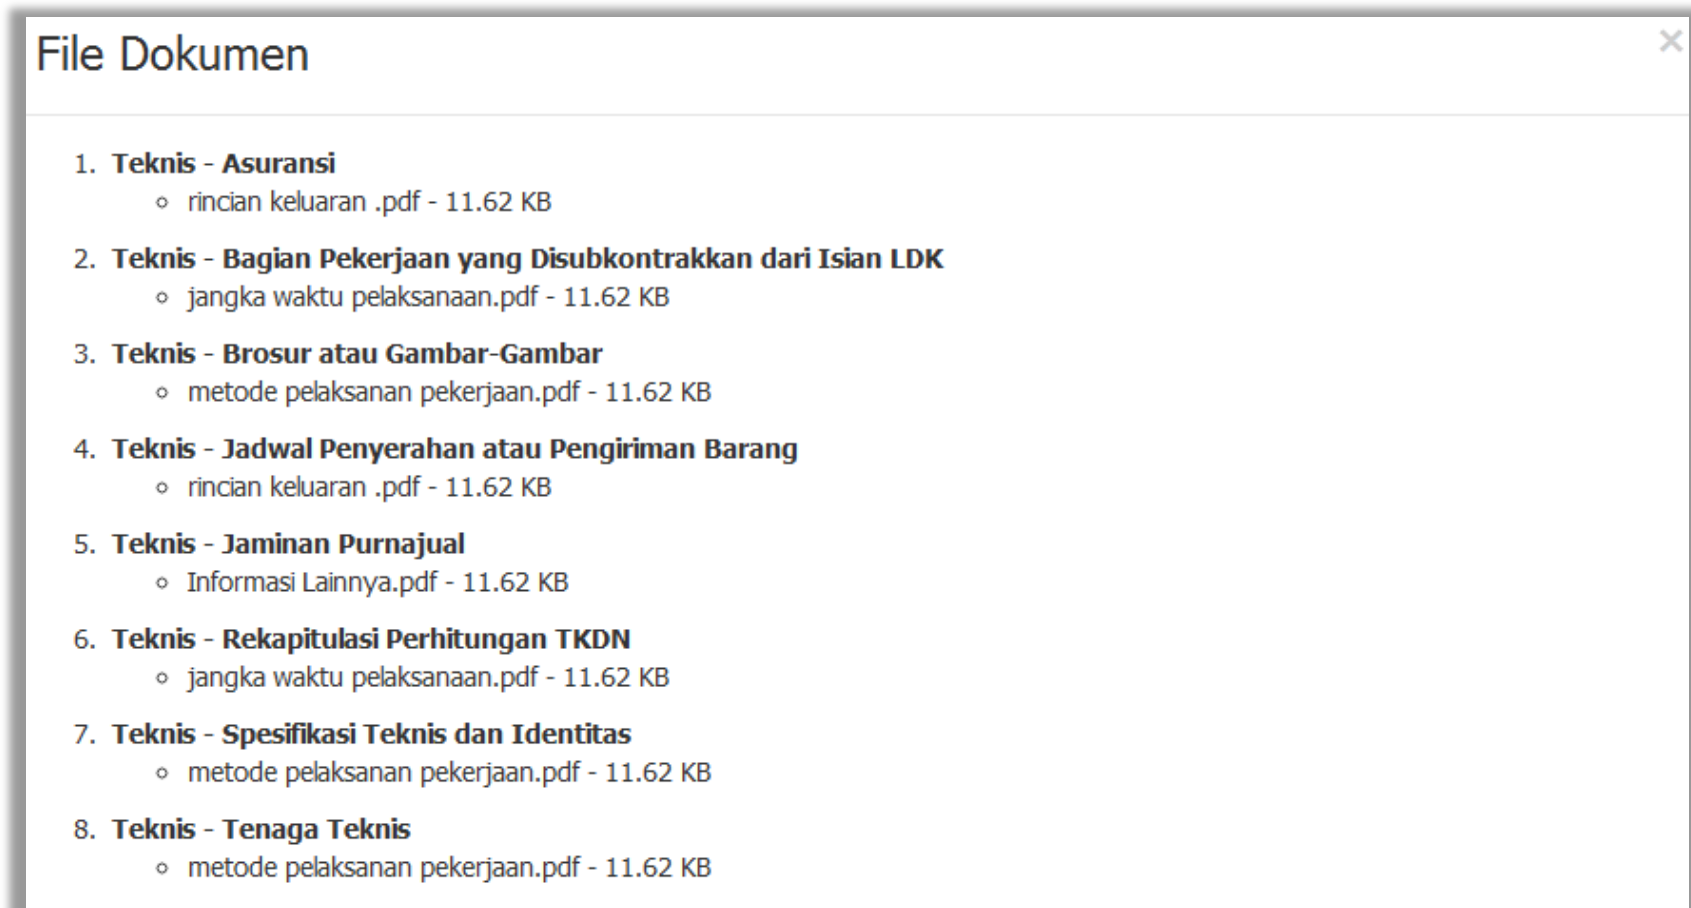 File Dokumen
×
1. Teknis - Asuransi
○ rincian keluaran .pdf - 11.62 KB
2. Teknis - Bagian Pekerjaan yang Disubkontrakkan dari Isian LDK
○ jangka waktu pelaksanaan.pdf - 11.62 KB
3. Teknis - Brosur atau Gambar-Gambar
○ metode pelaksanan pekerjaan.pdf - 11.62 KB
4. Teknis - Jadwal Penyerahan atau Pengiriman Barang
○ rincian keluaran .pdf - 11.62 KB
5. Teknis - Jaminan Purnajual
○ Informasi Lainnya.pdf - 11.62 KB
6. Teknis - Rekapitulasi Perhitungan TKDN
○ jangka waktu pelaksanaan.pdf - 11.62 KB
7. Teknis - Spesifikasi Teknis dan Identitas
○ metode pelaksanan pekerjaan.pdf - 11.62 KB
8. Teknis - Tenaga Teknis
○ metode pelaksanan pekerjaan.pdf - 11.62 KB